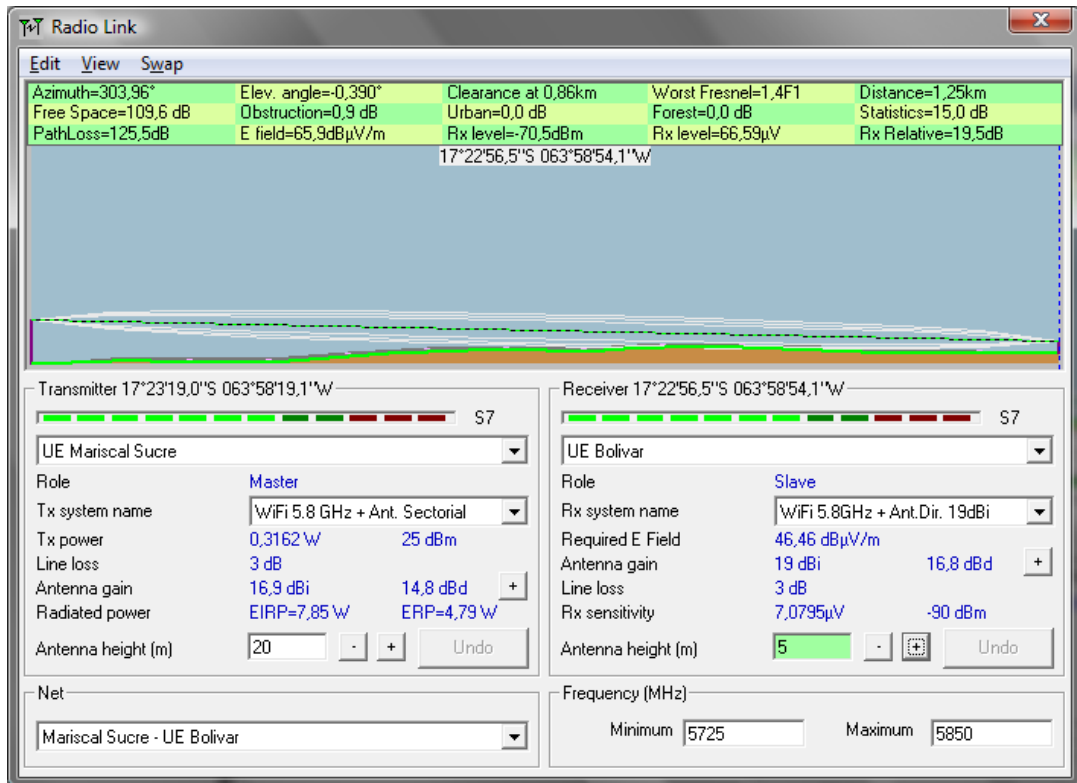 Radio Link
Edit View Swap
Azimuth=303,96° Elev. angle=-0,390° Clearance at 0,86km Worst Fresnel=1,4F1 Distance=1,25km
Free Space=109,6 dB Obstruction=0,9 dB Urban=0,0 dB Forest=0,0 dB Statistics=15,0 dB
PathLoss=125,5dB E field=65,9dBµV/m Rx level=-70,5dBm Rx level=66,59µV Rx Relative=19,5dB
17°22'56,5"S 063°58'54,1"W
Transmitter 17°23'19,0"S 063°58'19,1"W
S7
UE Mariscal Sucre
Role Master
Tx system name WiFi 5.8 GHz + Ant. Sectorial
Tx power 0,3162 W 25 dBm
Line loss 3 dB
Antenna gain 16,9 dBi 14,8 dBd +
Radiated power EIRP=7,85 W ERP=4,79 W
Antenna height (m) 20 - + Undo
Net
Mariscal Sucre - UE Bolivar
Receiver 17°22'56,5"S 063°58'54,1"W
S7
UE Bolivar
Role Slave
Rx system name WiFi 5.8GHz + Ant.Dir. 19dBi
Required E Field 46,46 dBµV/m
Antenna gain 19 dBi 16,8 dBd +
Line loss 3 dB
Rx sensitivity 7,0795µV -90 dBm
Antenna height (m) 5 - + Undo
Frequency (MHz)
Minimum 5725 Maximum 5850